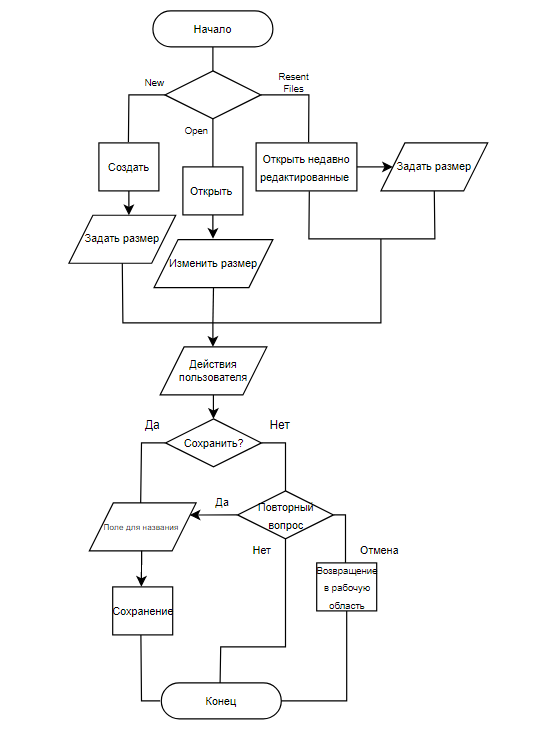 Начало
New
Resent
Files
Open
Создать
Открыть
Открыть недавно
редактированные
Задать размер
Задать размер
Изменить размер
Действия
пользователя
Да
Нет
Сохранить?
Поле для названия
Да
Повторный
вопрос
Нет
Отмена
Возвращение
в рабочую
область
Сохранение
Конец